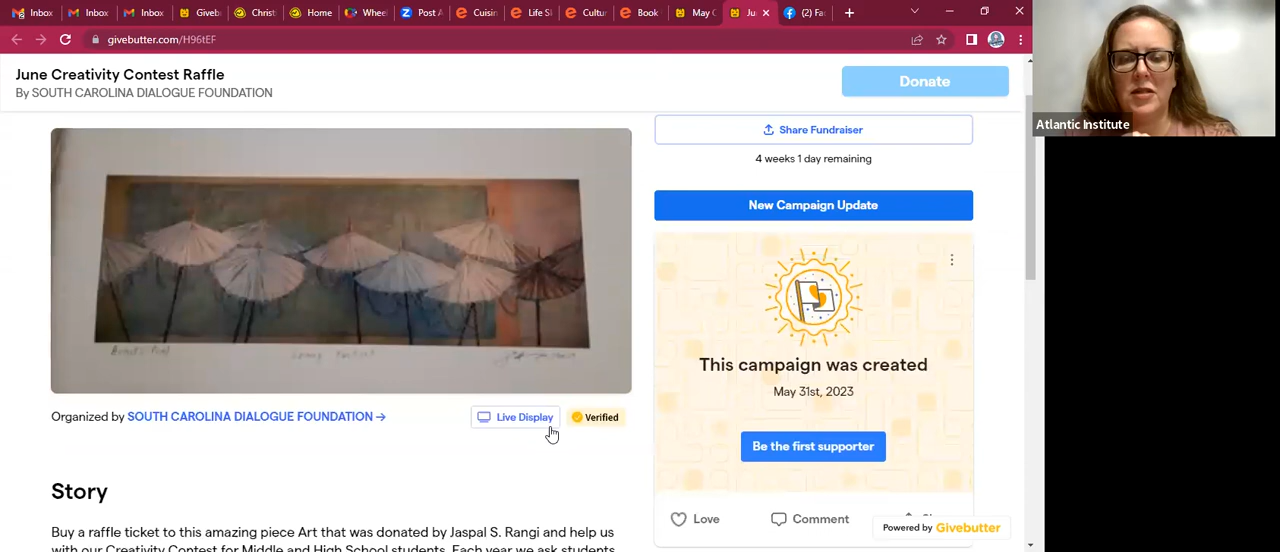 Inbox
Inbox
Inbox
Giveb
Christi
Home
Wheel
Post A
Cuisin
Life Sl
Cultur
Book
May C
Ju
(2) Fa
givebutter.com/H96tEF
June Creativity Contest Raffle
By SOUTH CAROLINA DIALOGUE FOUNDATION
Donate
Atlantic Institute
Share Fundraiser
4 weeks 1 day remaining
New Campaign Update
This campaign was created
May 31st, 2023
Be the first supporter
Organized by SOUTH CAROLINA DIALOGUE FOUNDATION →
Live Display
Verified
Story
Buy a raffle ticket to this amazing piece Art that was donated by Jaspal S. Rangi and help us
with our Creativity Contest for Middle and High School students. Each year we ask students
Love
Comment
Powered by Givebutter